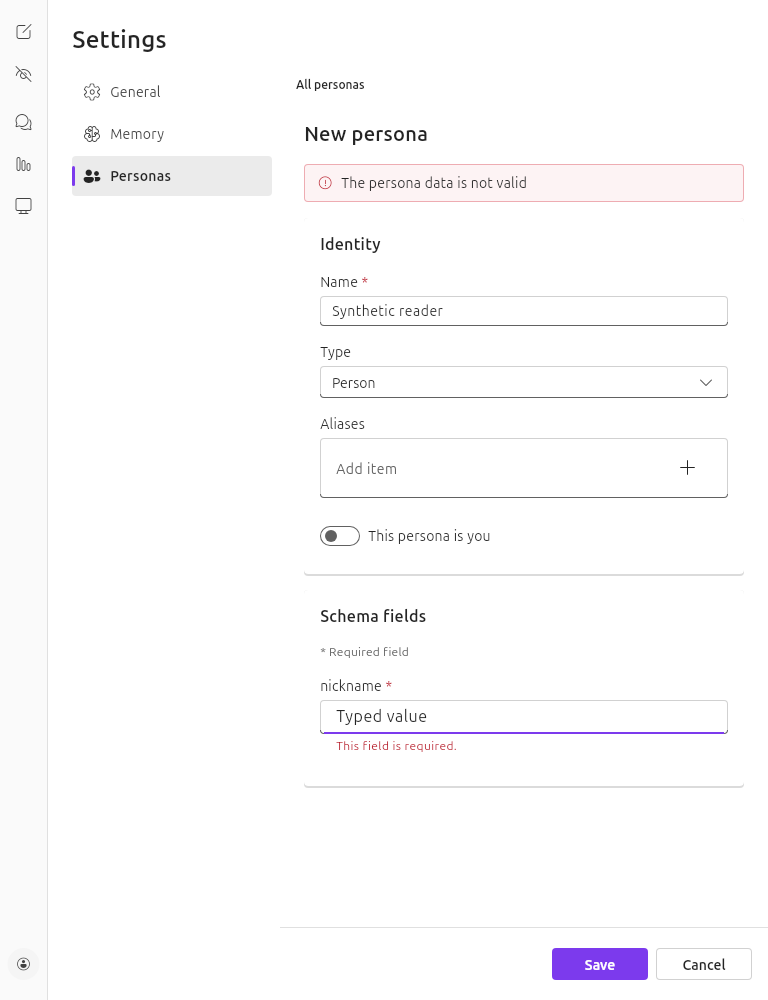 Settings
General
Memory
Personas
All personas
New persona
The persona data is not valid
Identity
Name *
Synthetic reader
Type
Person
Aliases
Add item
This persona is you
Schema fields
* Required field
nickname *
Typed value
This field is required.
Save
Cancel